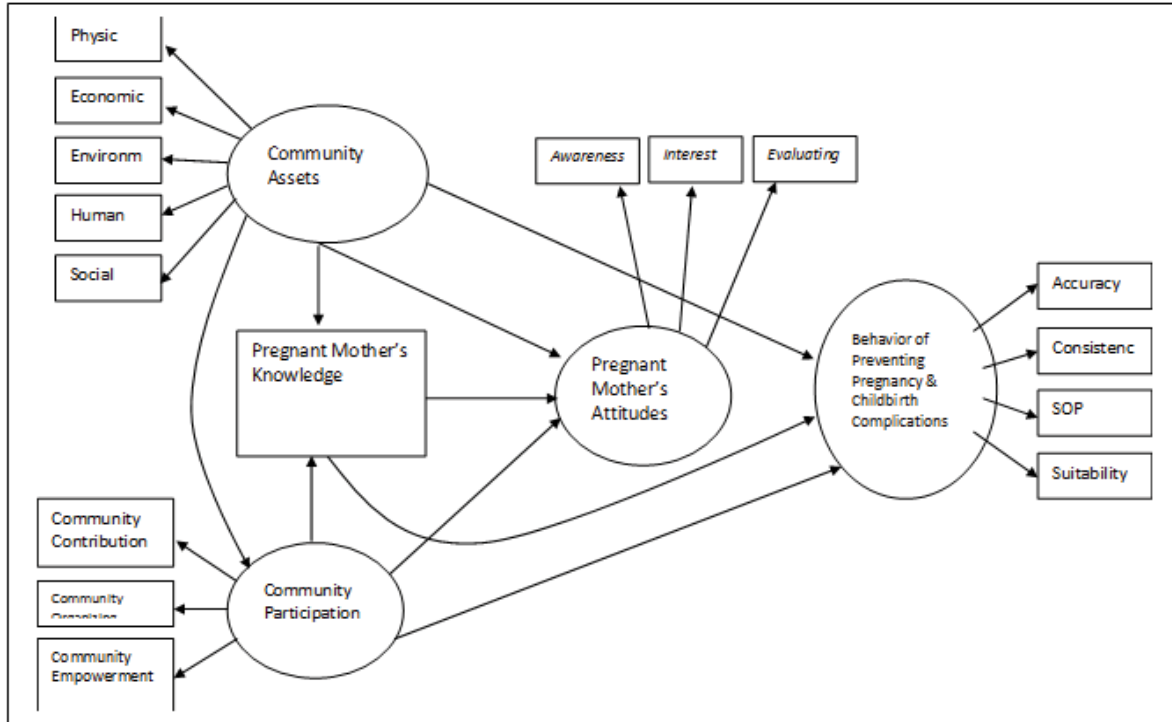 Physic
Economic
Environm
Human
Social
Community
Assets
Awareness
Interest
Evaluating
Pregnant Mother's
Knowledge
Pregnant
Mother's
Attitudes
Behavior of
Preventing
Pregnancy &
Childbirth
Complications
Accuracy
Consistenc
SOP
Suitability
Community
Contribution
Community
Organizing
Community
Empowerment
Community
Participation